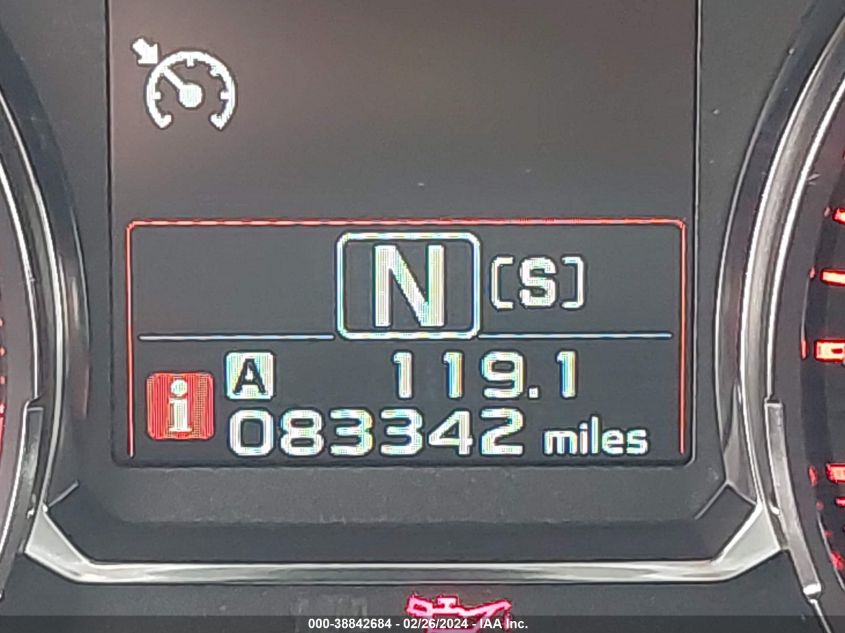 N [S]
A 119.1
i 083342 miles
000-38842684 - 02/26/2024 - IAA Inc.